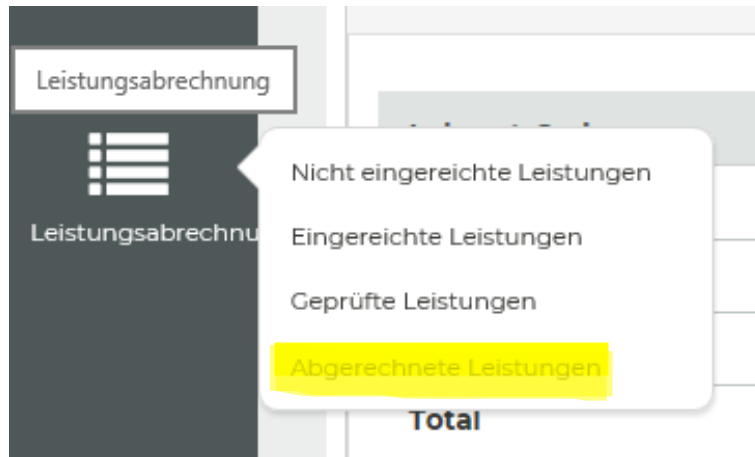 Leistungsabrechnung
Leistungsabrechnu
Nicht eingereichte Leistungen
Eingereichte Leistungen
Geprüfte Leistungen
Abgerechnete Leistungen
Total